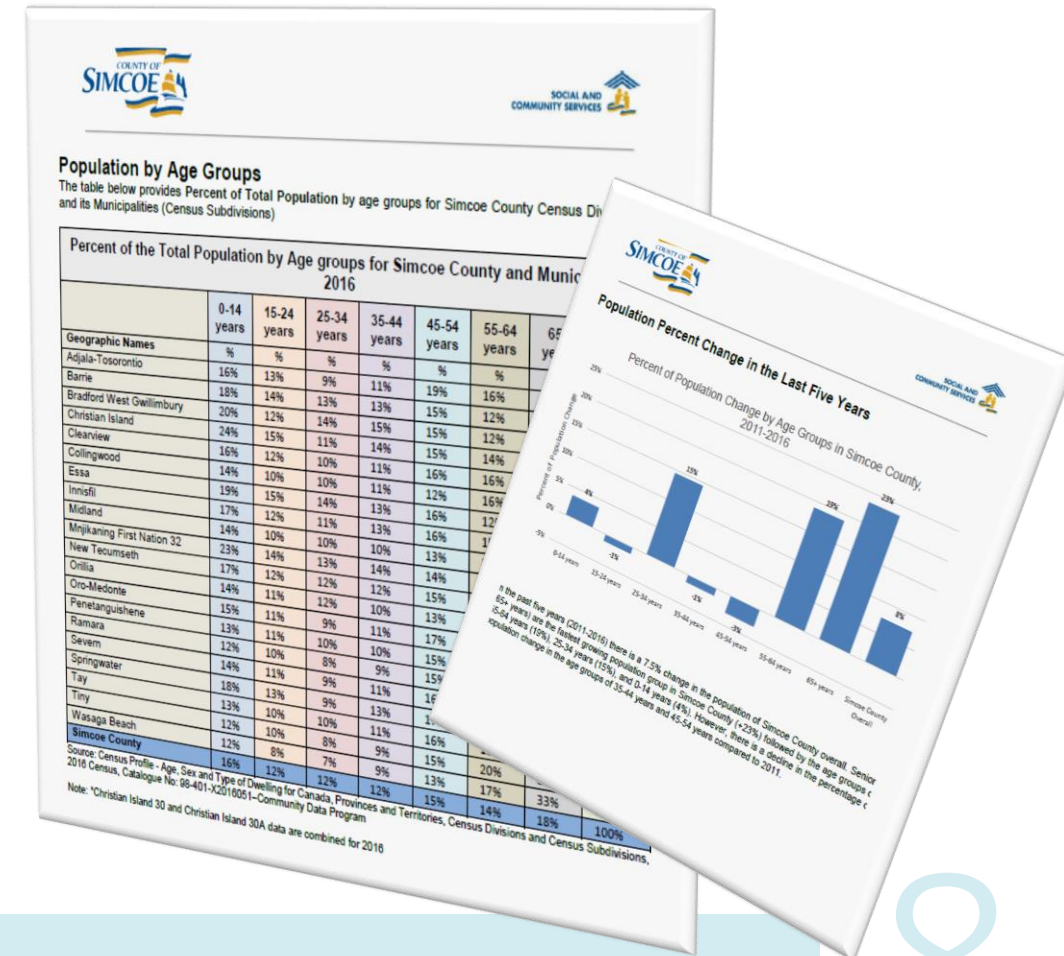 COUNTY OF
SIMCOE
SOCIAL AND
COMMUNITY SERVICES
Population by Age Groups
The table below provides Percent of Total Population by age groups for Simcoe County Census Div
and its Municipalities (Census Subdivisions)
Percent of the Total Population by Age groups for Simcoe County and Munic
2016
0-14 years 15-24 years 25-34 years 35-44 years 45-54 years 55-64 years 65
Geographic Names % % % % % %
Adjala-Tosorontio 16% 13% 9% 11% 19% 16%
Barrie 18% 14% 13% 13% 15% 12%
Bradford West Gwillimbury 20% 12% 14% 15% 15% 12%
Christian Island 24% 15% 11% 14% 15% 14%
Clearview 16% 12% 10% 11% 16% 16%
Collingwood 14% 10% 10% 11% 12% 16%
Essa 19% 15% 14% 13% 16% 12
Innisfil 17% 12% 11% 13% 16%
Midland 14% 10% 10% 10% 13%
Mnjikaning First Nation 32 23% 14% 13% 14% 14%
New Tecumseth 17% 12% 12% 12% 15%
Orillia 14% 11% 12% 10% 13%
Oro-Medonte 15% 11% 9% 11% 17%
Penetanguishene 13% 11% 10% 10% 15%
Ramara 12% 10% 8% 9% 15%
Severn 14% 11% 9% 11% 16
Springwater 18% 13% 9% 13%
Tay 13% 10% 10% 11% 16%
Tiny 12% 10% 8% 9% 15% 20%
Wasaga Beach 12% 8% 7% 9% 13% 17% 33%
Simcoe County 16% 12% 12% 12% 15% 14% 18% 100%
Source: Census Profile - Age, Sex and Type of Dwelling for Canada, Provinces and Territories, Census Divisions and Census Subdivisions,
2016 Census, Catalogue No: 98-401-X2016051–Community Data Program
Note: *Christian Island 30 and Christian Island 30A data are combined for 2016
COUNTY OF
SIMCOE
SOCIAL AND
COMMUNITY SERVICES
Population Percent Change in the Last Five Years
Percent of Population Change by Age Groups in Simcoe County,
2011-2016
Percent of Population Change
25%
20%
15%
10%
5%
0%
-5%
4% -1% 15% -1% -3% 19% 23% 8%
0-14 years 15-24 years 25-34 years 35-44 years 45-54 years 55-64 years 65+ years Simcoe County Overall
n the past five years (2011-2016) there is a 7.5% change in the population of Simcoe County overall. Senior
65+ years) are the fastest growing population group in Simcoe County (+23%) followed by the age groups
5-64 years (19%), 25-34 years (15%), and 0-14 years (4%). However, there is a decline in the percentage
opulation change in the age groups of 35-44 years and 45-54 years compared to 2011.